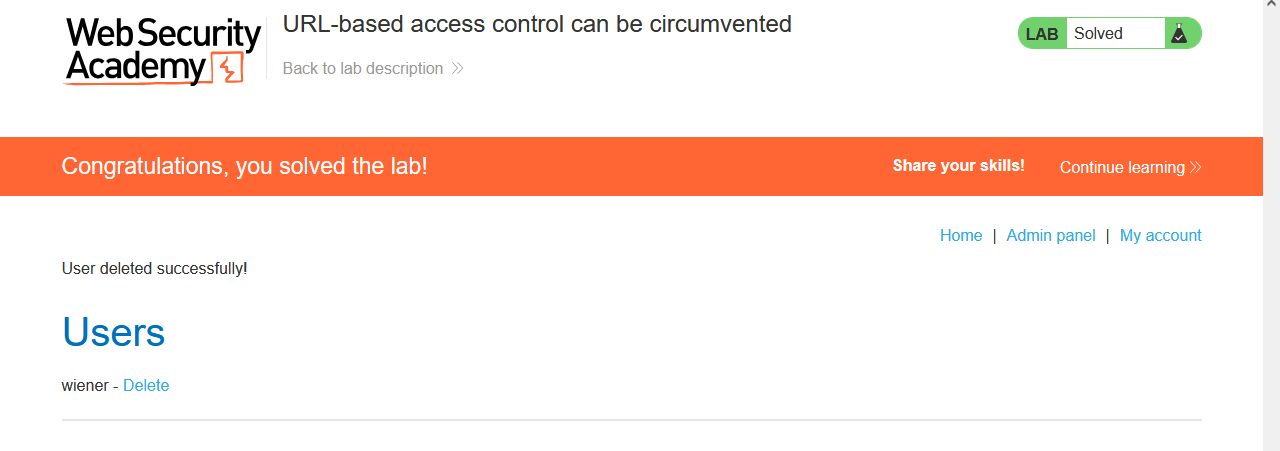 Web Security
Academy
URL-based access control can be circumvented
Back to lab description
LAB Solved
Congratulations, you solved the lab!
Share your skills! Continue learning
Home | Admin panel | My account
User deleted successfully!
Users
wiener - Delete